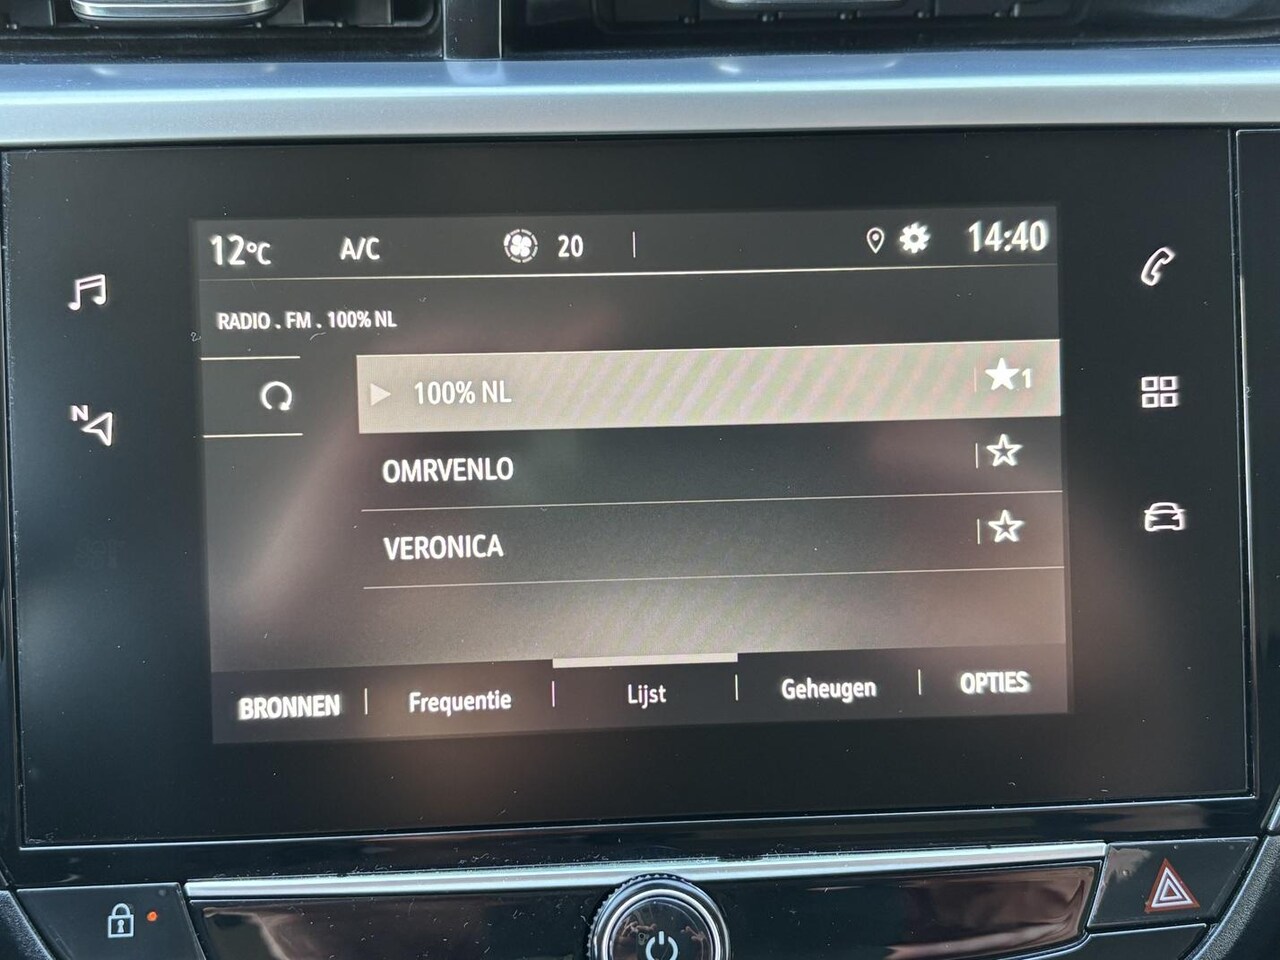 12°C A/C 20 14:40
RADIO . FM . 100% NL
100% NL 1
N
OMRVENLO
VERONICA
BRONNEN Frequentie Lijst Geheugen OPTIES